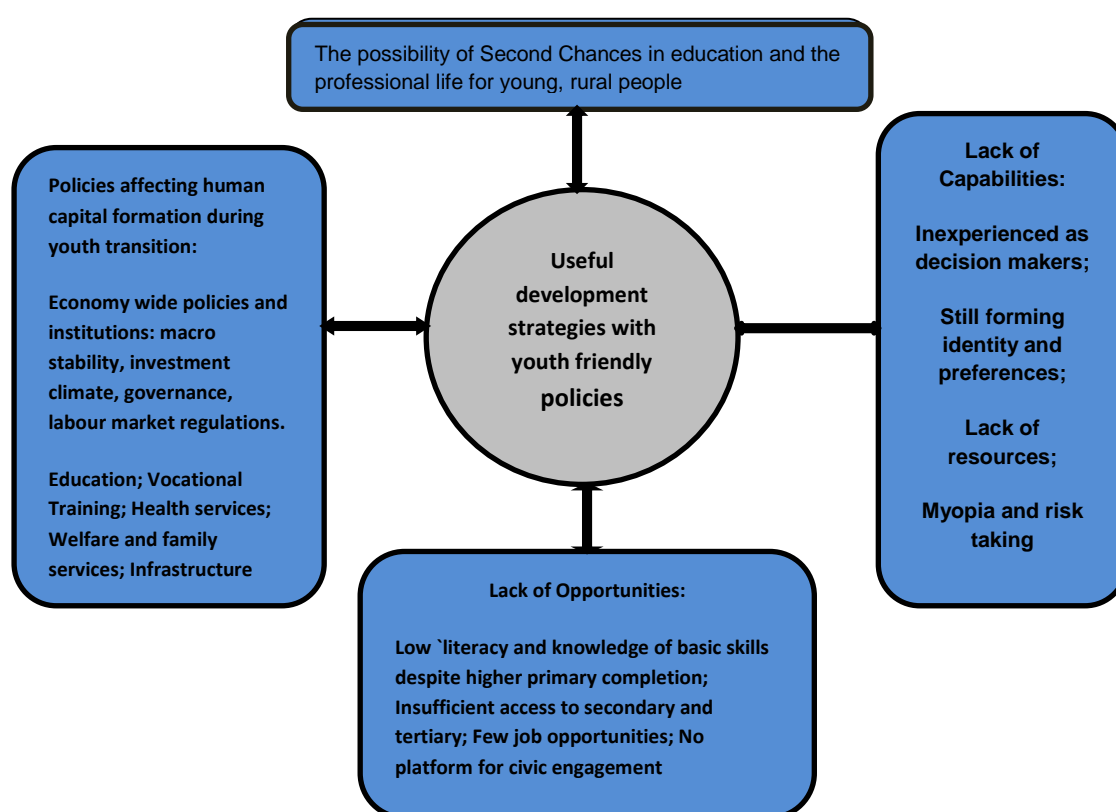 The possibility of Second Chances in education and the
professional life for young, rural people
Policies affecting human
capital formation during
youth transition:
Economy wide policies and
institutions: macro
stability, investment
climate, governance,
labour market regulations.
Education; Vocational
Training; Health services;
Welfare and family
services; Infrastructure
Useful
development
strategies with
youth friendly
policies
Lack of
Capabilities:
Inexperienced as
decision makers;
Still forming
identity and
preferences;
Lack of
resources;
Myopia and risk
taking
Lack of Opportunities:
Low `literacy and knowledge of basic skills
despite higher primary completion;
Insufficient access to secondary and
tertiary; Few job opportunities; No
platform for civic engagement